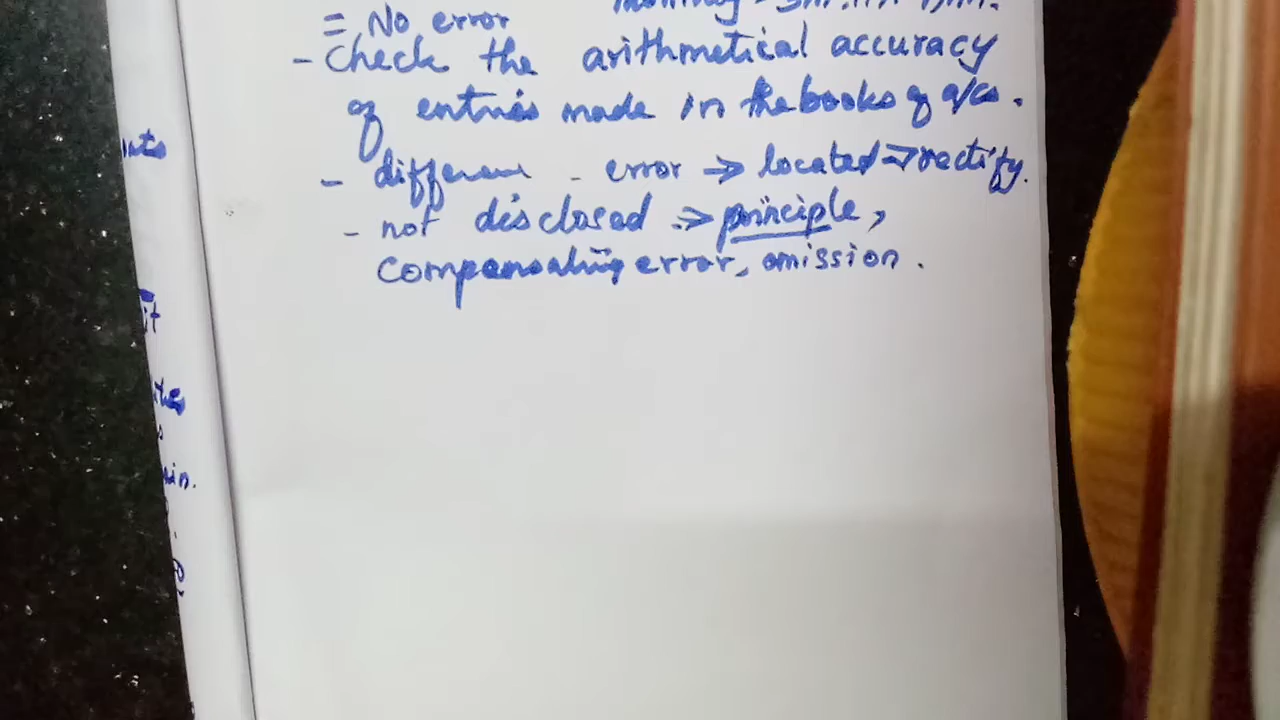 = No error
- Check the arithmetical accuracy
of entries made in the books of a/cs.
- different - error ⇒ located ⇒ rectify.
- not disclosed ⇒ principle,
compensating error, omission.